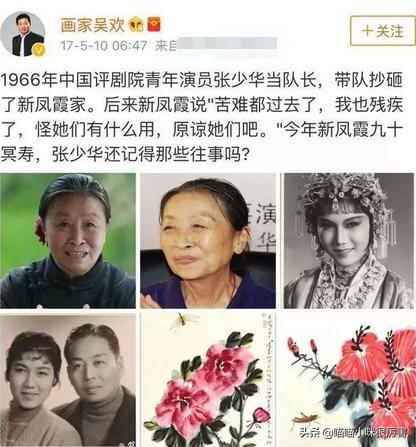 画家吴欢
+关注
17-5-10 06:47 来自
1966年中国评剧院青年演员张少华当队长，带队抄砸
了新凤霞家。后来新凤霞说"苦难都过去了，我也残疾
了，怪她们有什么用，原谅她们吧。"今年新凤霞九十
冥寿，张少华还记得那些往事吗？
演
华
头条 @喵喵小咪很厉害